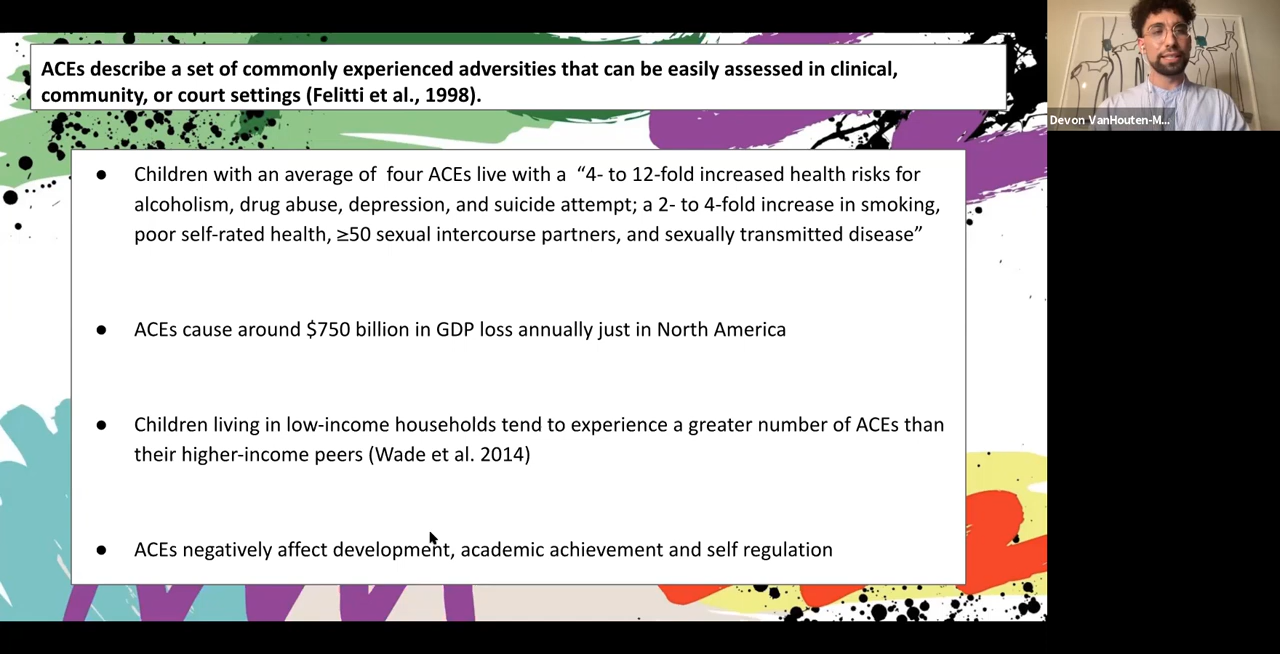 ACEs describe a set of commonly experienced adversities that can be easily assessed in clinical,
community, or court settings (Felitti et al., 1998).
● Children with an average of  four ACEs live with a  “4- to 12-fold increased health risks for
alcoholism, drug abuse, depression, and suicide attempt; a 2- to 4-fold increase in smoking,
poor self-rated health, ≥50 sexual intercourse partners, and sexually transmitted disease”
● ACEs cause around $750 billion in GDP loss annually just in North America
● Children living in low-income households tend to experience a greater number of ACEs than
their higher-income peers (Wade et al. 2014)
● ACEs negatively affect development, academic achievement and self regulation
Devon VanHouten-M...